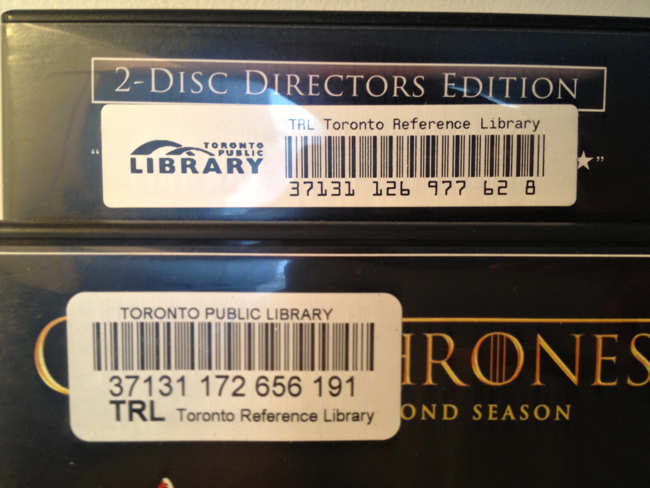 2-DISC DIRECTORS EDITION
TRL Toronto Reference Library
“
TORONTO
PUBLIC
LIBRARY
★”
37131 126 977 62 8
TORONTO PUBLIC LIBRARY
G
HRONES
37131 172 656 191
OND SEASON
TRL Toronto Reference Library